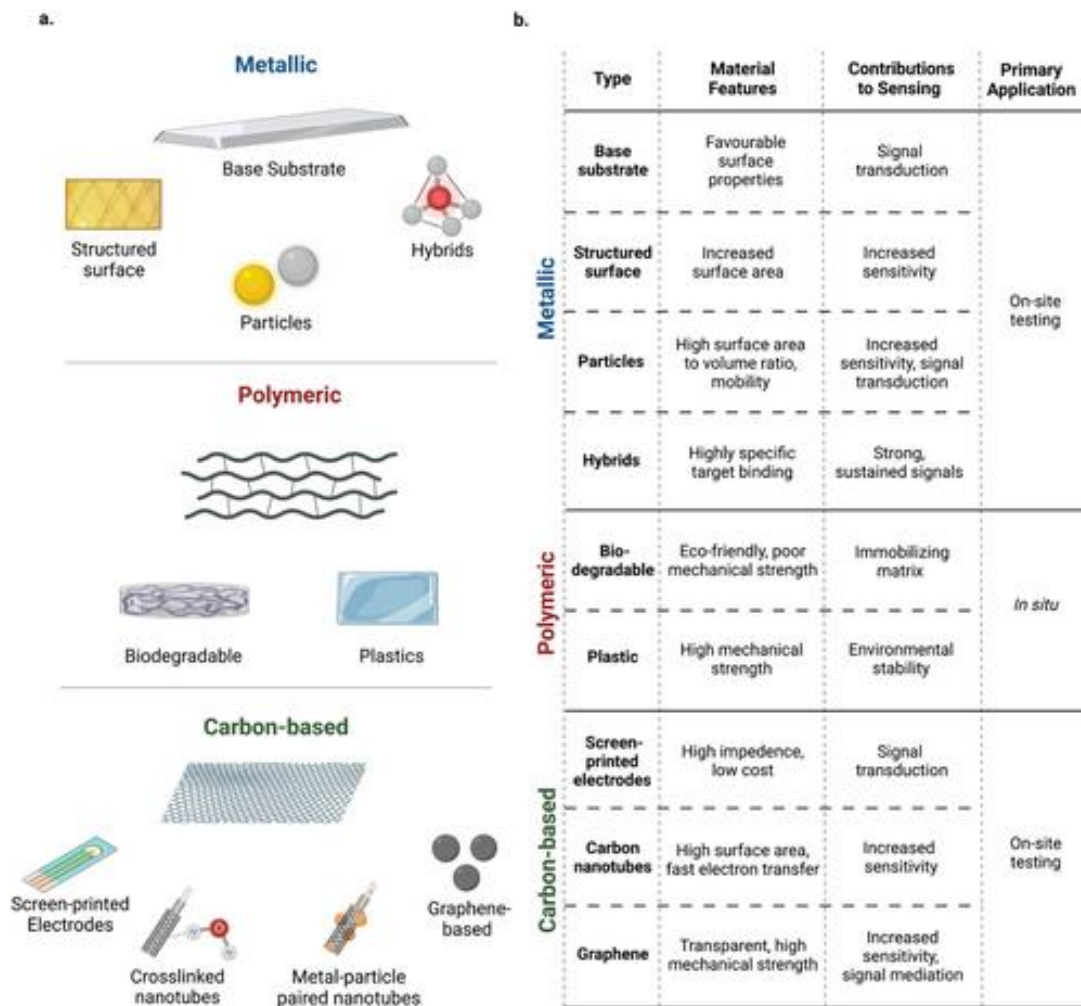 a.
Metallic
Base Substrate
Structured
surface
Hybrids
Particles
Polymeric
Biodegradable
Plastics
Carbon-based
Screen-printed
Electrodes
Graphene-
based
Crosslinked
nanotubes
Metal-particle
paired nanotubes
b.
Type
Material
Features
Contributions
to Sensing
Primary
Application
Metallic
Base
substrate
Favourable
surface
properties
Signal
transduction
Structured
surface
Increased
surface area
Increased
sensitivity
Particles
High surface area
to volume ratio,
mobility
Increased
sensitivity, signal
transduction
Hybrids
Highly specific
target binding
Strong,
sustained signals
On-site
testing
Polymeric
Bio-
degradable
Eco-friendly, poor
mechanical strength
Immobilizing
matrix
Plastic
High mechanical
strength
Environmental
stability
In situ
Carbon-based
Screen-
printed
electrodes
High impedence,
low cost
Signal
transduction
Carbon
nanotubes
High surface area,
fast electron transfer
Increased
sensitivity
Graphene
Transparent, high
mechanical strength
Increased
sensitivity,
signal mediation
On-site
testing